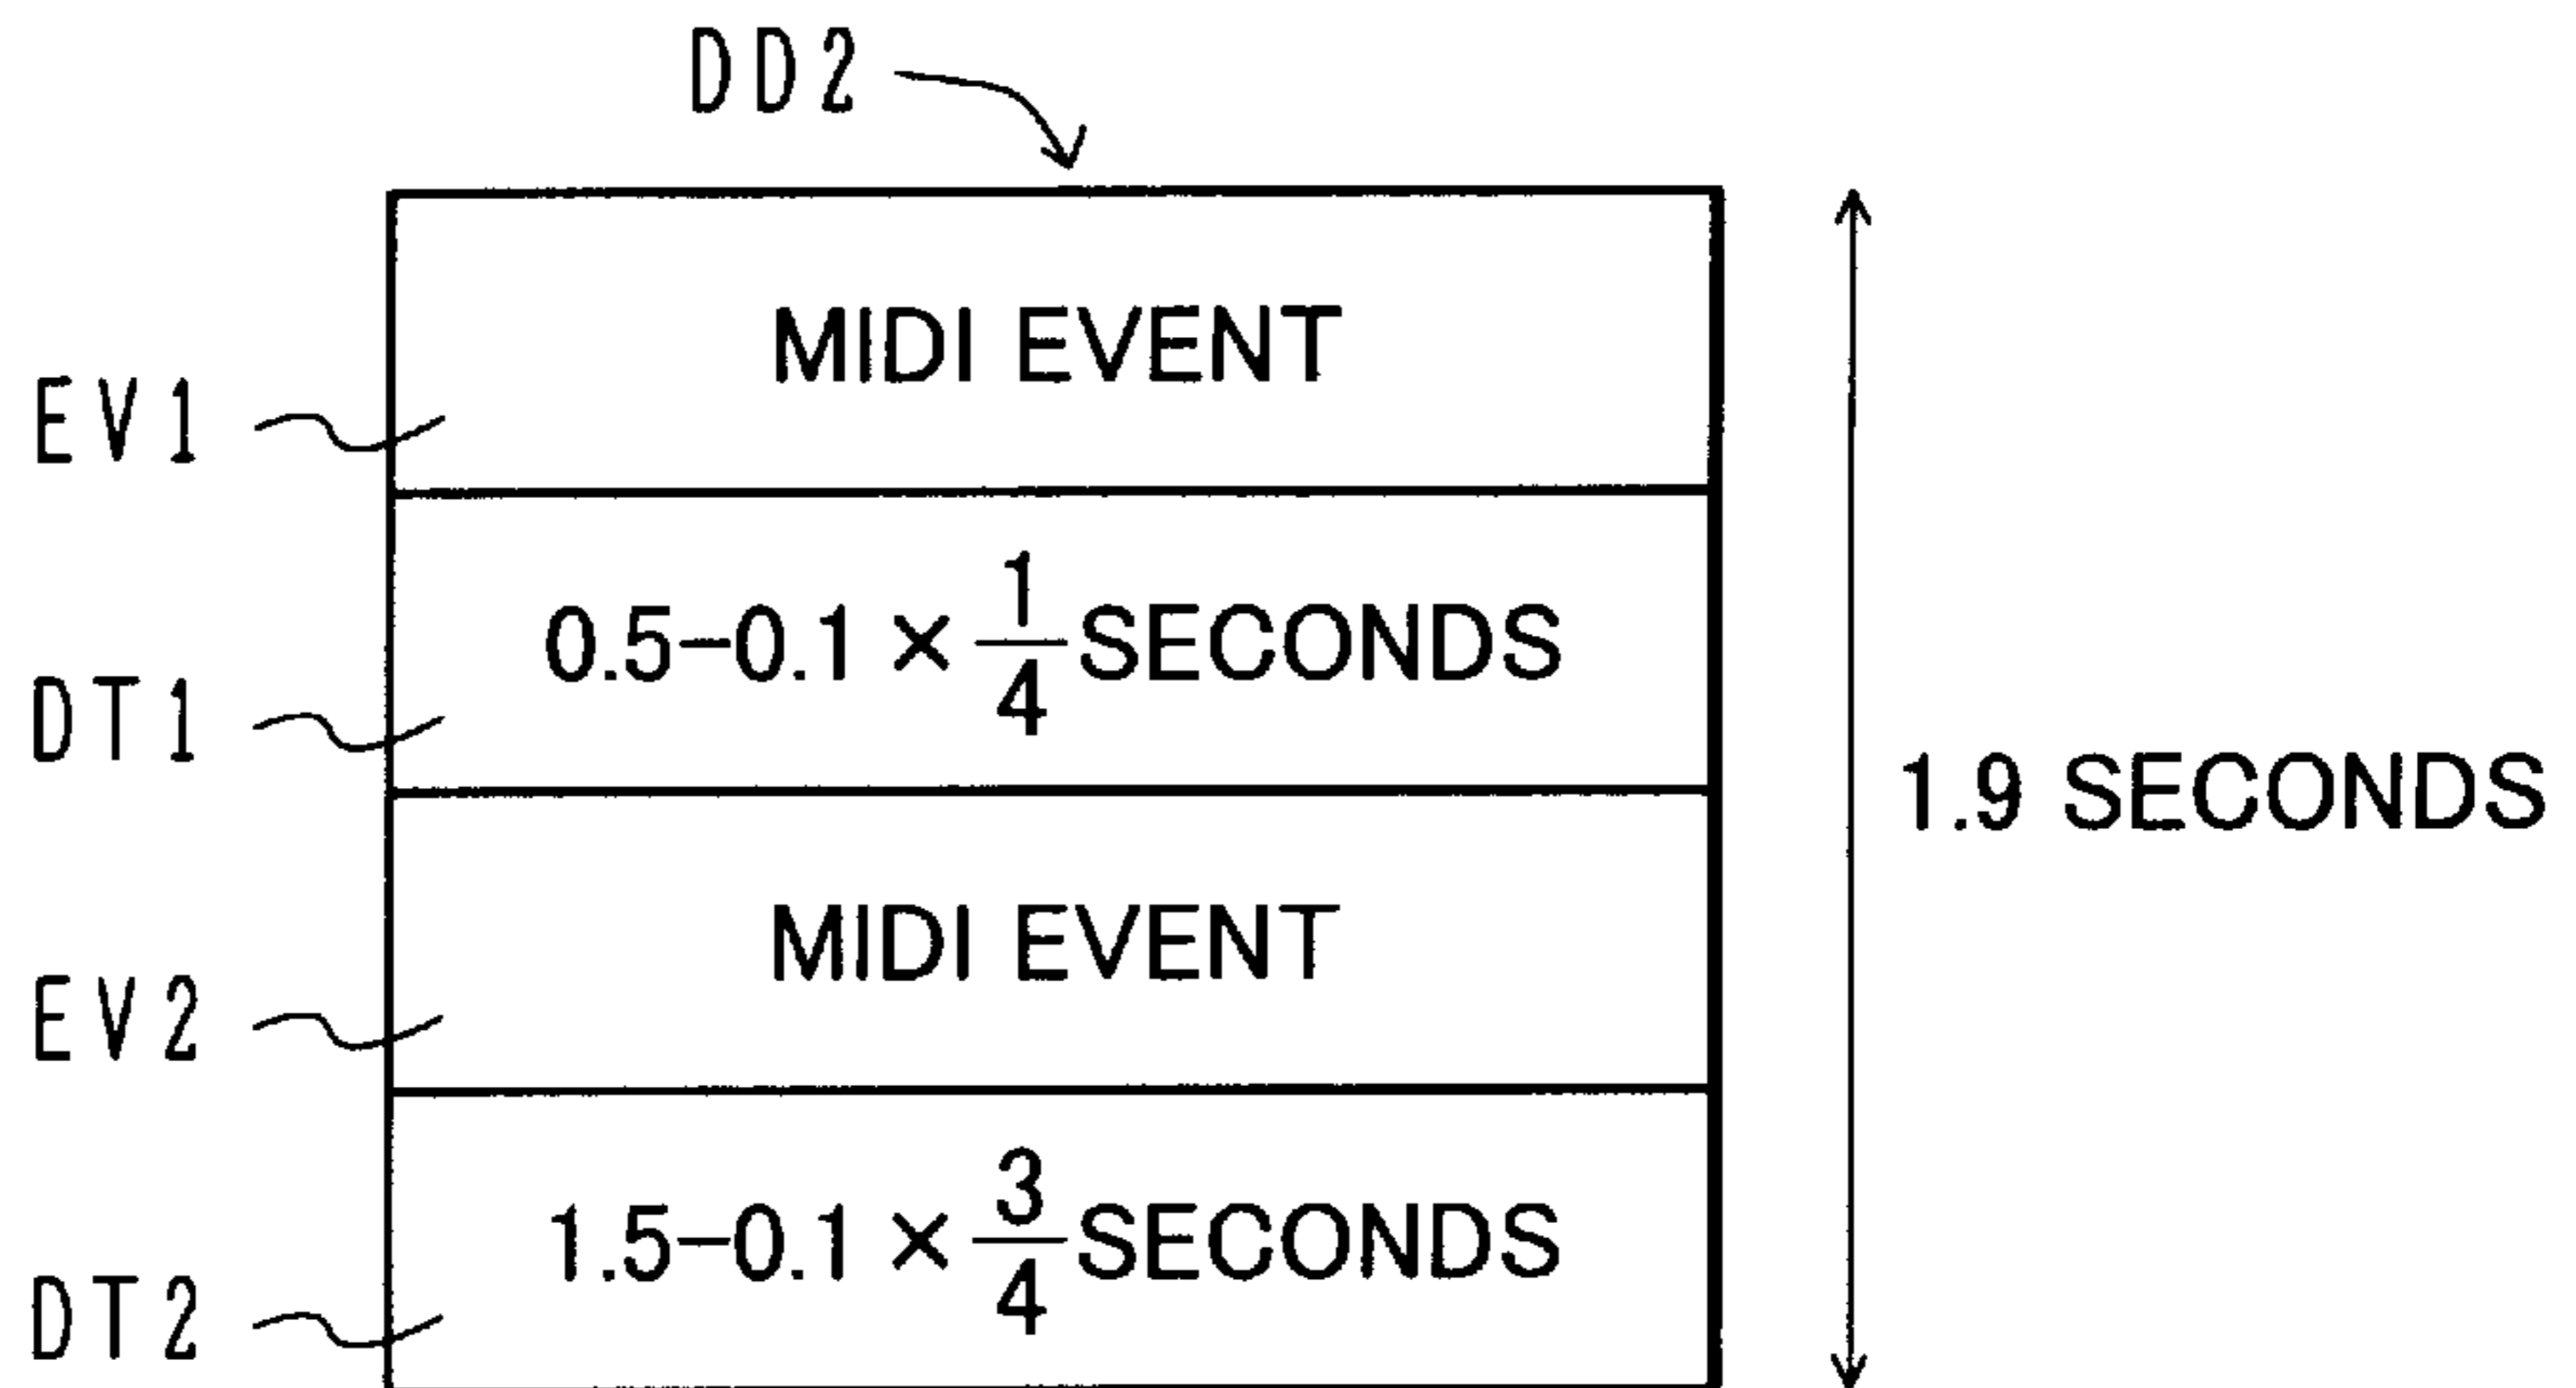 DD2
MIDI EVENT
EV1
0.5-0.1 × 1/4 SECONDS
DT1
1.9 SECONDS
MIDI EVENT
EV2
1.5-0.1 × 3/4 SECONDS
DT2